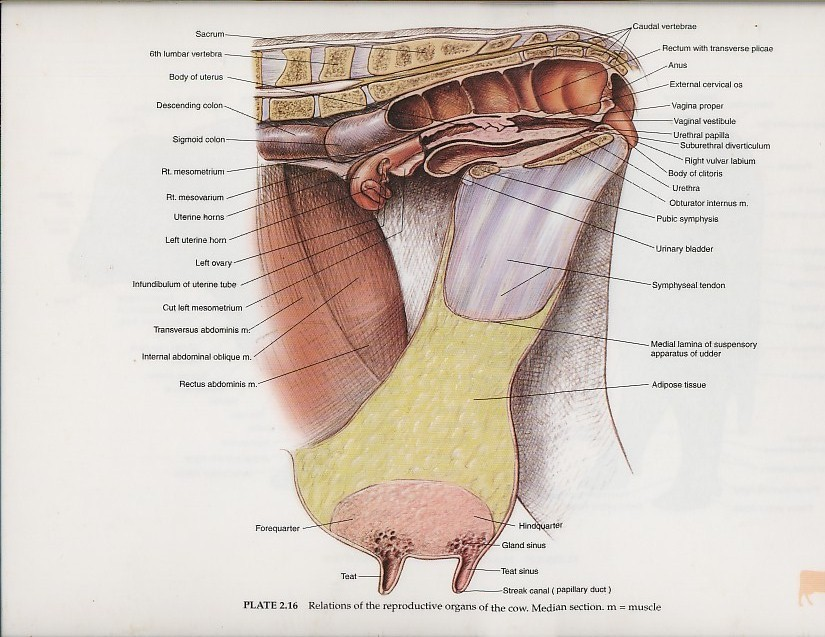 Sacrum
6th lumbar vertebra
Body of uterus
Descending colon
Sigmoid colon
Rt. mesometrium
Rt. mesovarium
Uterine horns
Left uterine horn
Left ovary
Infundibulum of uterine tube
Cut left mesometrium
Transversus abdominis m.
Internal abdominal oblique m.
Rectus abdominis m.
Forequarter
Teat
Caudal vertebrae
Rectum with transverse plicae
Anus
External cervical os
Vagina proper
Vaginal vestibule
Urethral papilla
Suburethral diverticulum
Right vulvar labium
Body of clitoris
Urethra
Obturator internus m.
Pubic symphysis
Urinary bladder
Symphyseal tendon
Medial lamina of suspensory
apparatus of udder
Adipose tissue
Hindquarter
Gland sinus
Teat sinus
Streak canal ( papillary duct )
PLATE 2.16 Relations of the reproductive organs of the cow. Median section. m = muscle